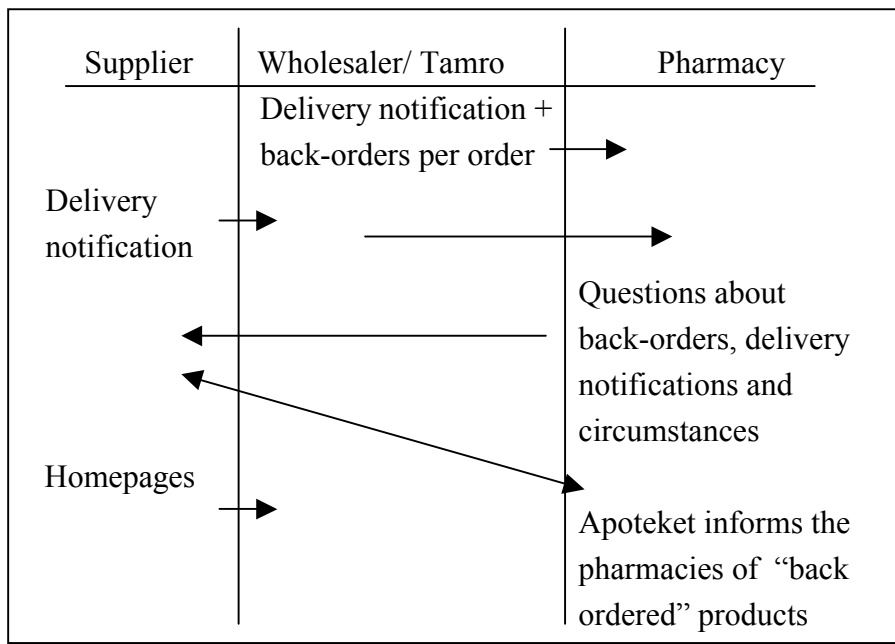 Supplier
Wholesaler/ Tamro
Pharmacy
Delivery notification +
back-orders per order
Delivery
notification
Questions about
back-orders, delivery
notifications and
circumstances
Homepages
Apoteket informs the
pharmacies of “back
ordered” products